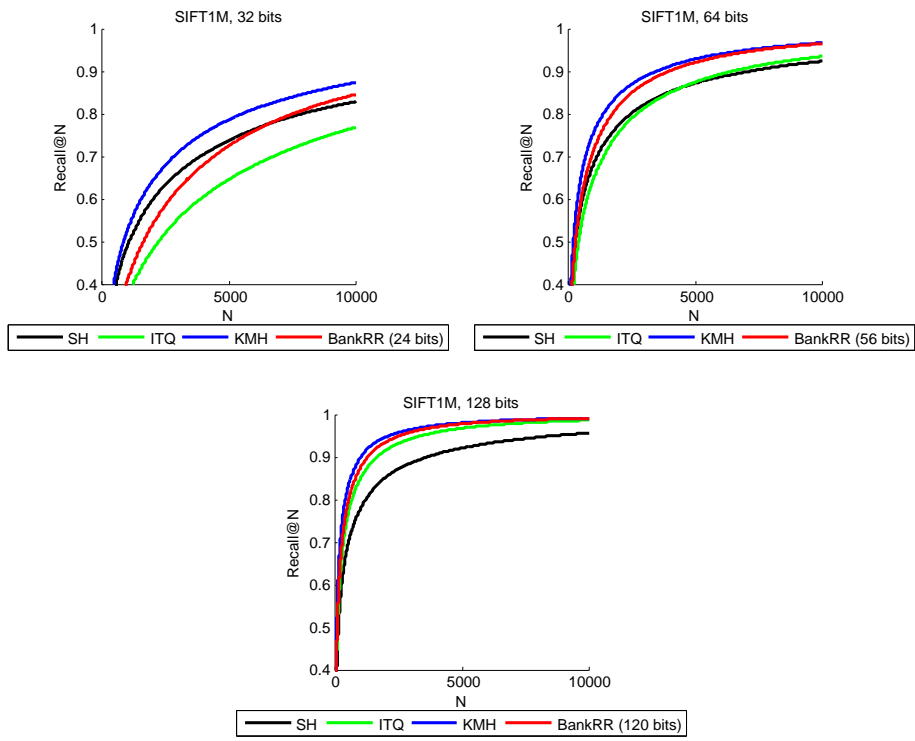 SIFT1M, 32 bits
1
0.9
0.8
0.7
0.6
0.5
0.4
Recall@N
0 5000 10000
N
SH ITQ KMH BankRR (24 bits)
SIFT1M, 64 bits
1
0.9
0.8
0.7
0.6
0.5
0.4
Recall@N
0 5000 10000
N
SH ITQ KMH BankRR (56 bits)
SIFT1M, 128 bits
1
0.9
0.8
0.7
0.6
0.5
0.4
Recall@N
0 5000 10000
N
SH ITQ KMH BankRR (120 bits)